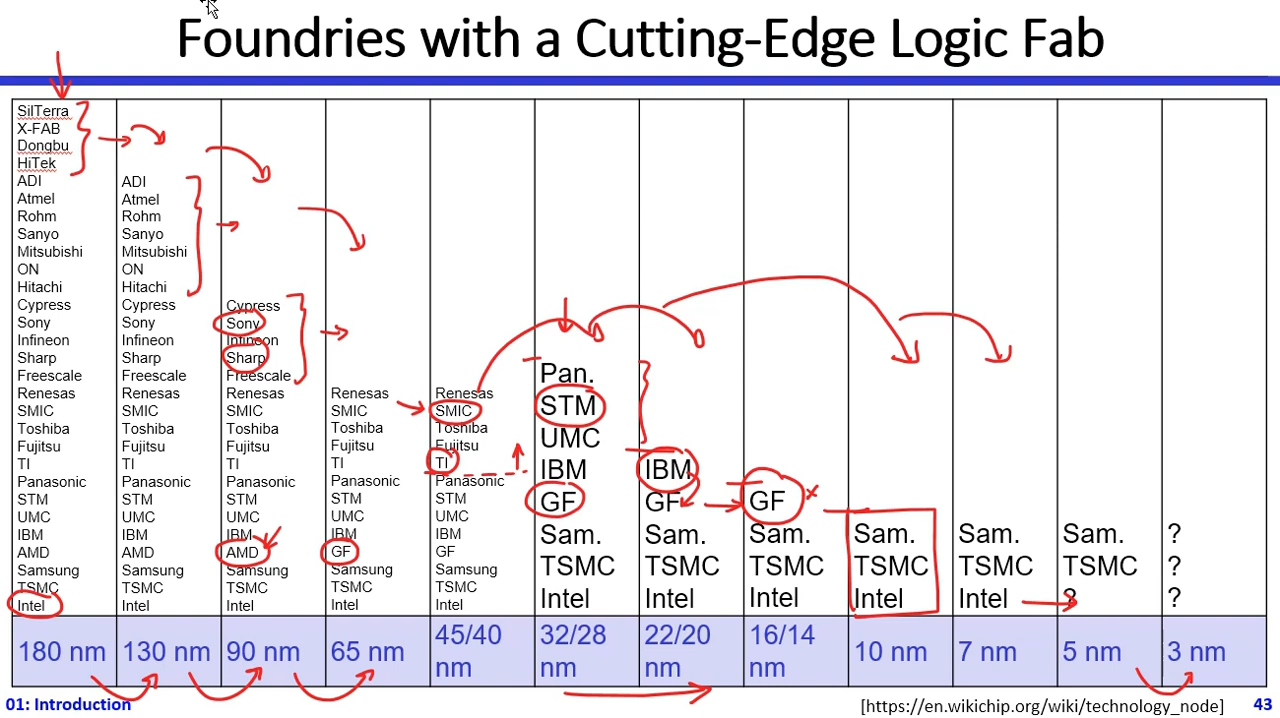 Foundries with a Cutting-Edge Logic Fab
SilTerra
X-FAB
Dongbu
HiTek
ADI
Atmel
Rohm
Sanyo
Mitsubishi
ON
Hitachi
Cypress
Sony
Infineon
Sharp
Freescale
Renesas
SMIC
Toshiba
Fujitsu
TI
Panasonic
STM
UMC
IBM
AMD
Samsung
TSMC
Intel
180 nm
ADI
Atmel
Rohm
Sanyo
Mitsubishi
ON
Hitachi
Cypress
Sony
Infineon
Sharp
Freescale
Renesas
SMIC
Toshiba
Fujitsu
TI
Panasonic
STM
UMC
IBM
AMD
Samsung
TSMC
Intel
130 nm
Cypress
Sony
Infineon
Sharp
Freescale
Renesas
SMIC
Toshiba
Fujitsu
TI
Panasonic
STM
UMC
IBM
AMD
Samsung
TSMC
Intel
90 nm
Renesas
SMIC
Toshiba
Fujitsu
TI
Panasonic
STM
UMC
IBM
GF
Samsung
TSMC
Intel
65 nm
Renesas
SMIC
Toshiba
Fujitsu
TI
Panasonic
STM
UMC
IBM
GF
Samsung
TSMC
Intel
45/40
nm
Pan.
STM
UMC
IBM
GF
Sam.
TSMC
Intel
32/28
nm
IBM
GF
Sam.
TSMC
Intel
22/20
nm
GF
Sam.
TSMC
Intel
16/14
nm
Sam.
TSMC
Intel
10 nm
Sam.
TSMC
Intel
7 nm
Sam.
TSMC
?
5 nm
?
?
?
3 nm
01: Introduction
[https://en.wikichip.org/wiki/technology_node]
43